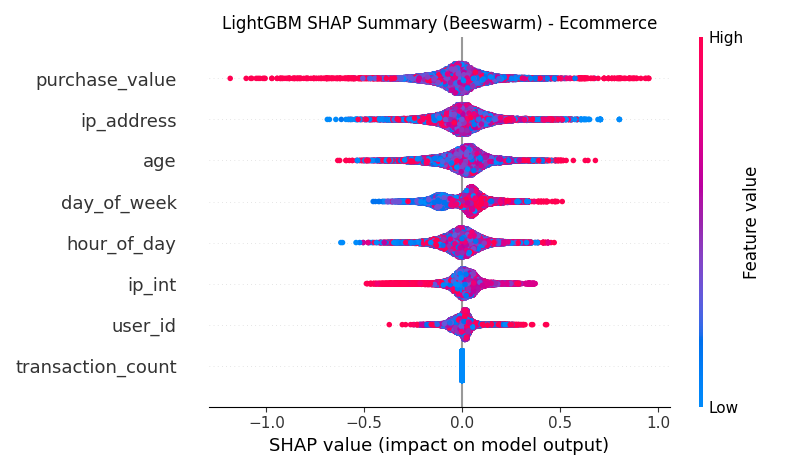 LightGBM SHAP Summary (Beeswarm) - Ecommerce
High
purchase_value
ip_address
age
day_of_week
hour_of_day
ip_int
user_id
transaction_count
Feature value
Low
−1.0 −0.5 0.0 0.5 1.0
SHAP value (impact on model output)